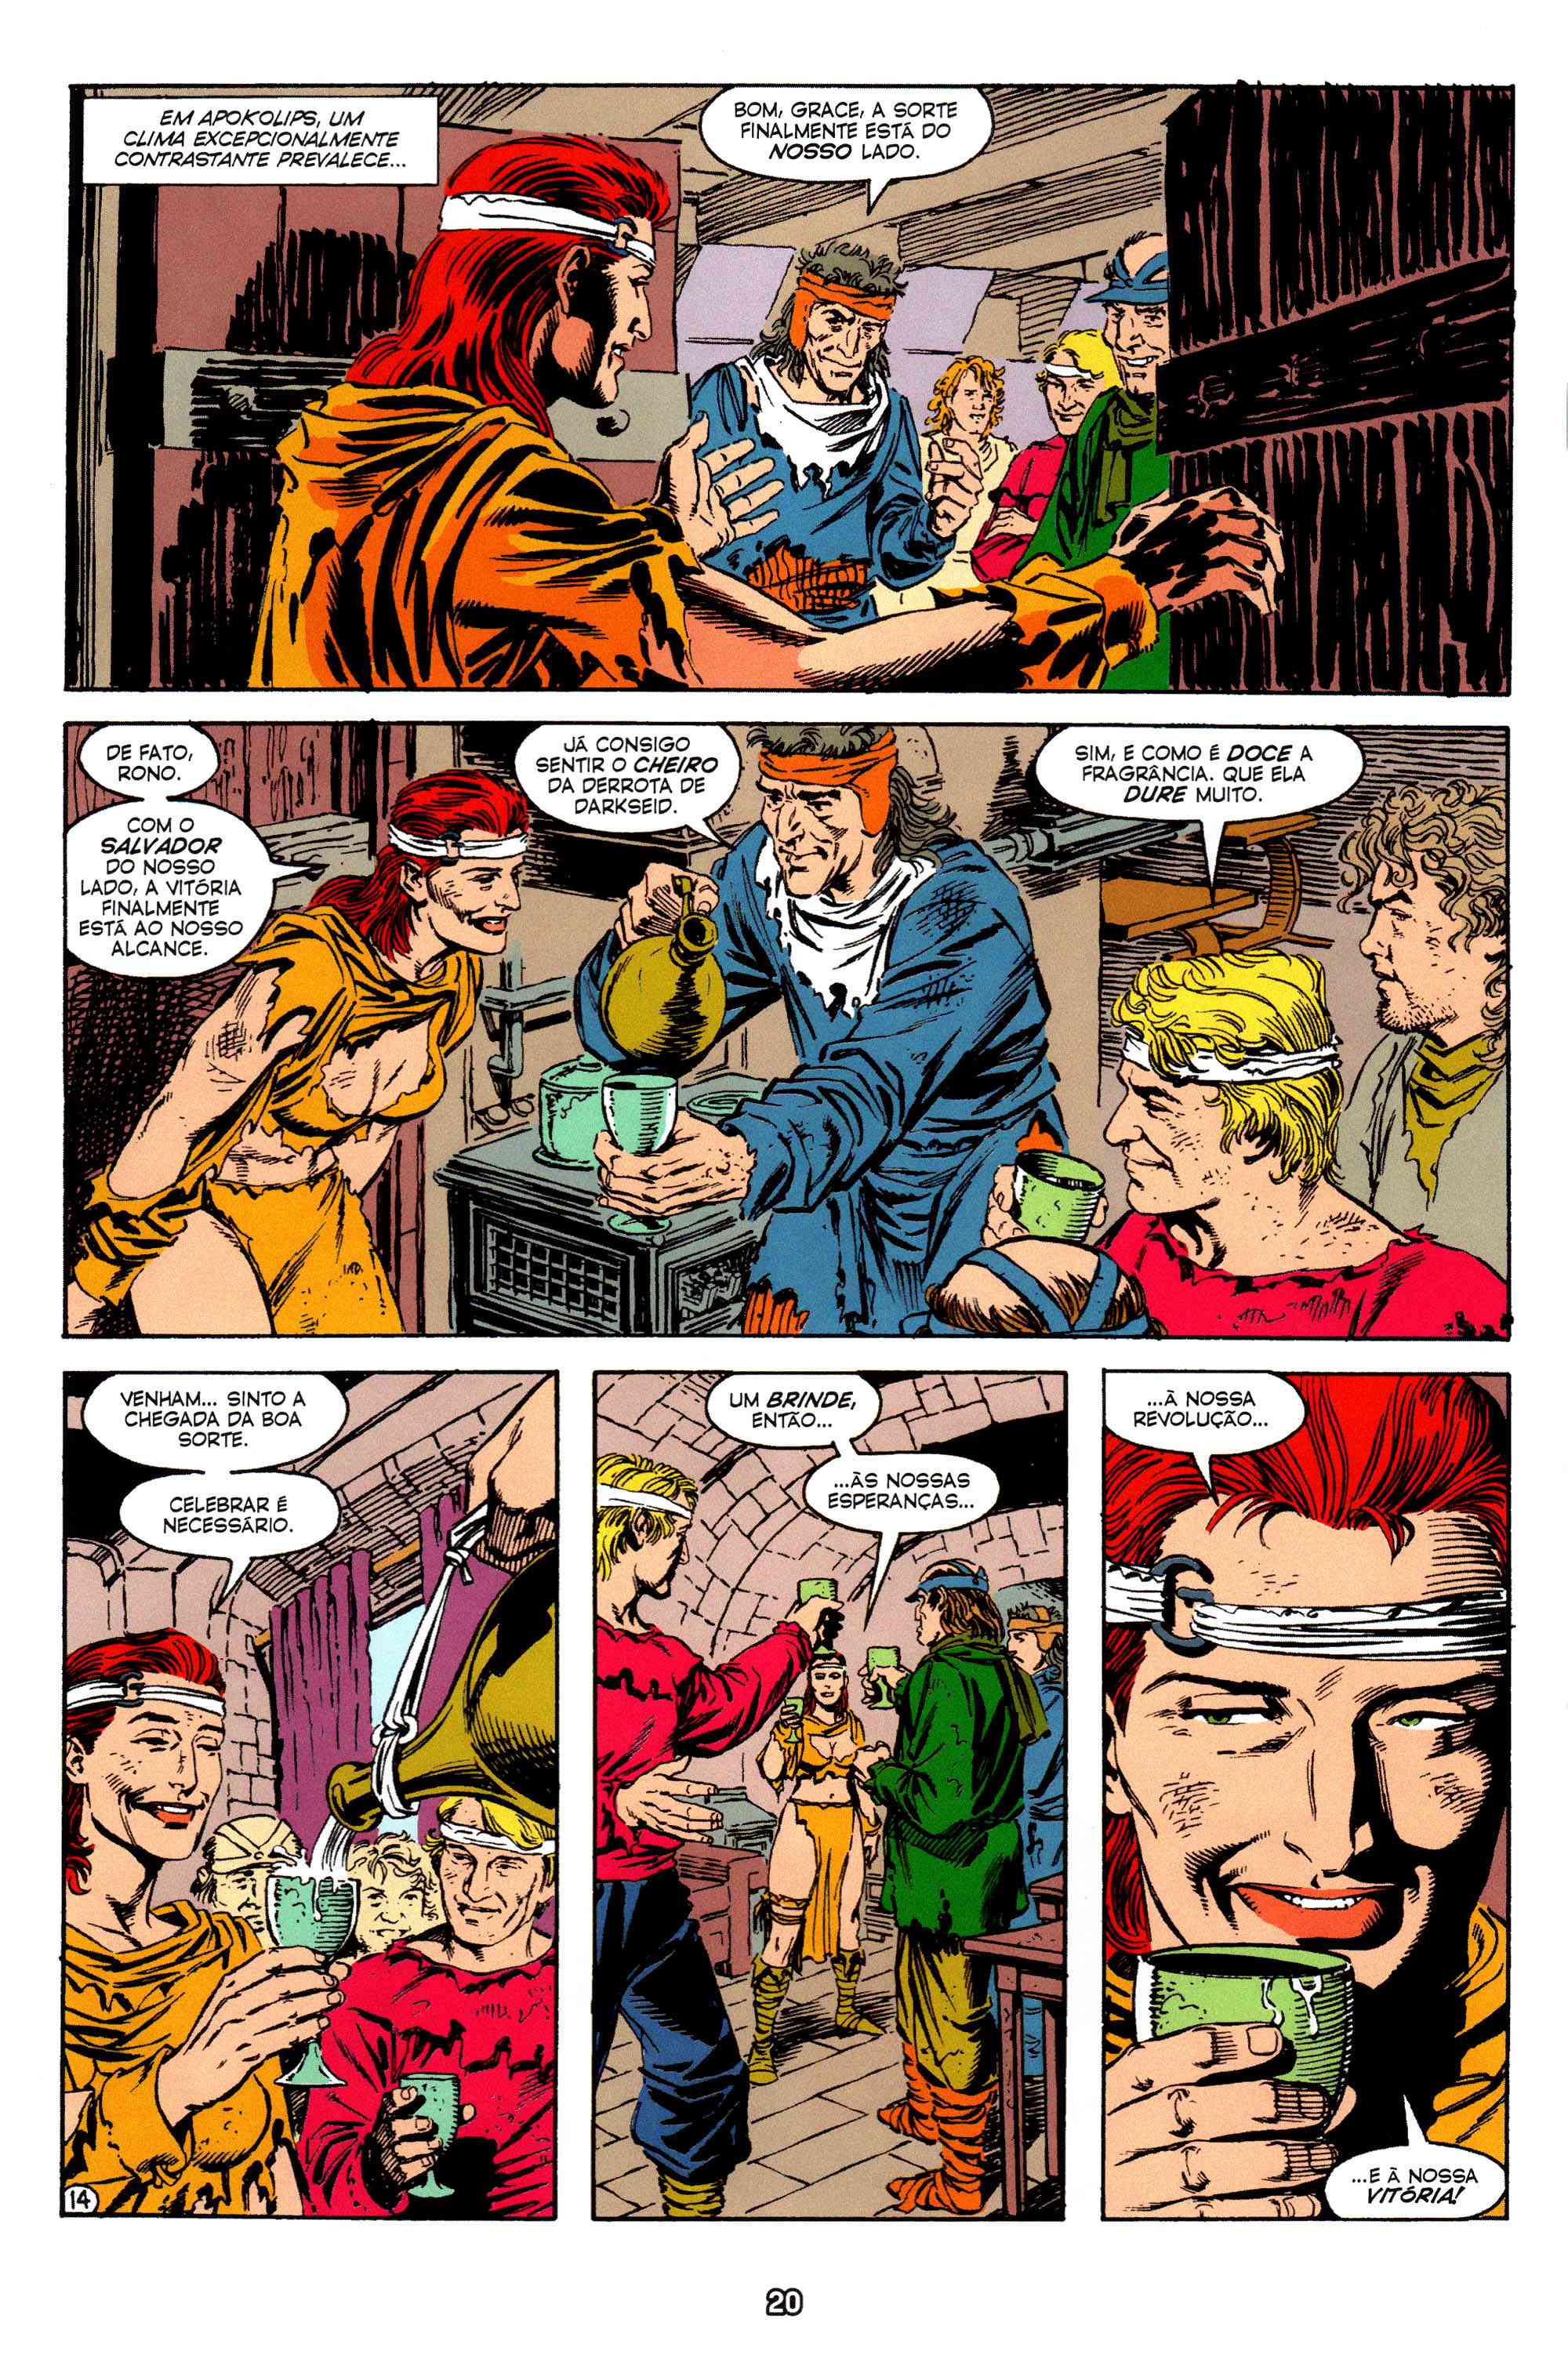 EM APOKOLIPS, UM
CLIMA EXCEPCIONALMENTE
CONTRASTANTE PREVALECE...
BOM, GRACE, A SORTE
FINALMENTE ESTÁ DO
NOSSO LADO.
DE FATO,
RONO.
COM O
SALVADOR
DO NOSSO
LADO, A VITÓRIA
FINALMENTE
ESTÁ AO NOSSO
ALCANCE.
JÁ CONSIGO
SENTIR O CHEIRO
DA DERROTA DE
DARKSEID.
SIM, E COMO É DOCE A
FRAGRÂNCIA. QUE ELA
DURE MUITO.
VENHAM... SINTO A
CHEGADA DA BOA
SORTE.
CELEBRAR É
NECESSÁRIO.
14
UM BRINDE,
ENTÃO...
...ÀS NOSSAS
ESPERANÇAS...
...À NOSSA
REVOLUÇÃO...
...E À NOSSA
VITÓRIA!
20